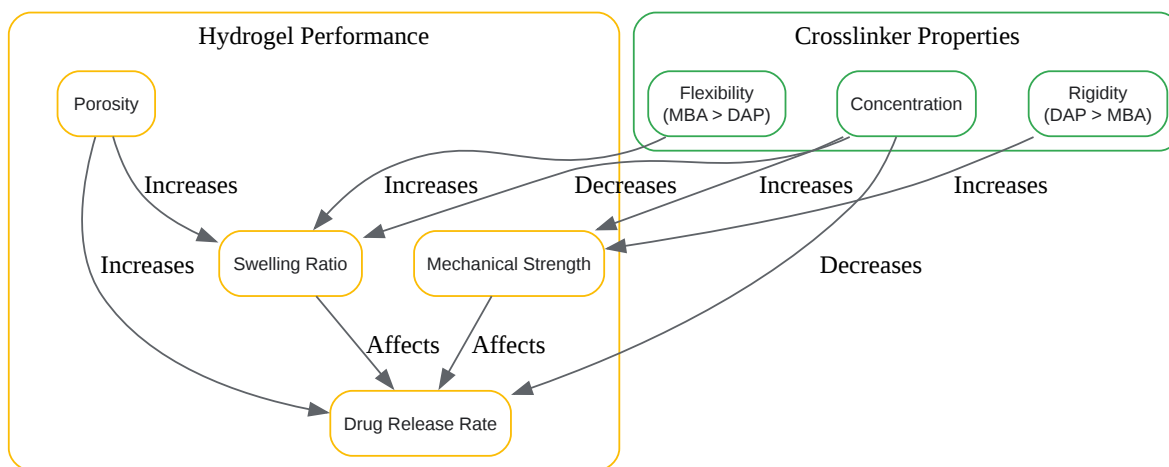 Hydrogel Performance
Crosslinker Properties
Porosity
Flexibility
(MBA > DAP)
Concentration
Rigidity
(DAP > MBA)
Increases
Increases
Decreases
Increases
Increases
Swelling Ratio
Mechanical Strength
Increases
Decreases
Affects
Affects
Drug Release Rate